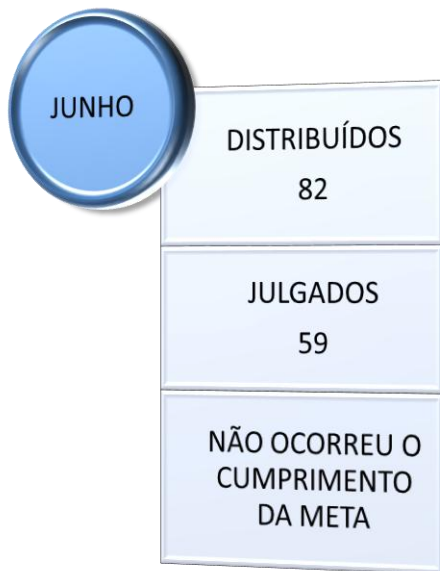 JUNHO
DISTRIBUÍDOS
82
JULGADOS
59
NÃO OCORREU O
CUMPRIMENTO
DA META